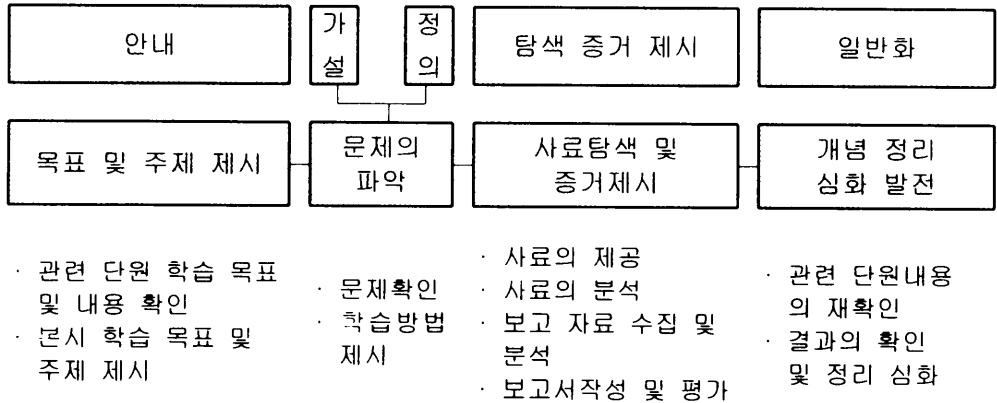 안내
가설
정의
탐색 증거 제시
일반화
목표 및 주제 제시
문제의
파악
사료탐색 및
증거제시
개념 정리
심화 발전
· 관련 단원 학습 목표
및 내용 확인
· 본시 학습 목표 및
주제 제시
· 문제확인
· 학습방법
제시
· 사료의 제공
· 사료의 분석
· 보고 자료 수집 및
분석
· 보고서작성 및 평가
· 관련 단원내용
의 재확인
· 결과의 확인
및 정리 심화